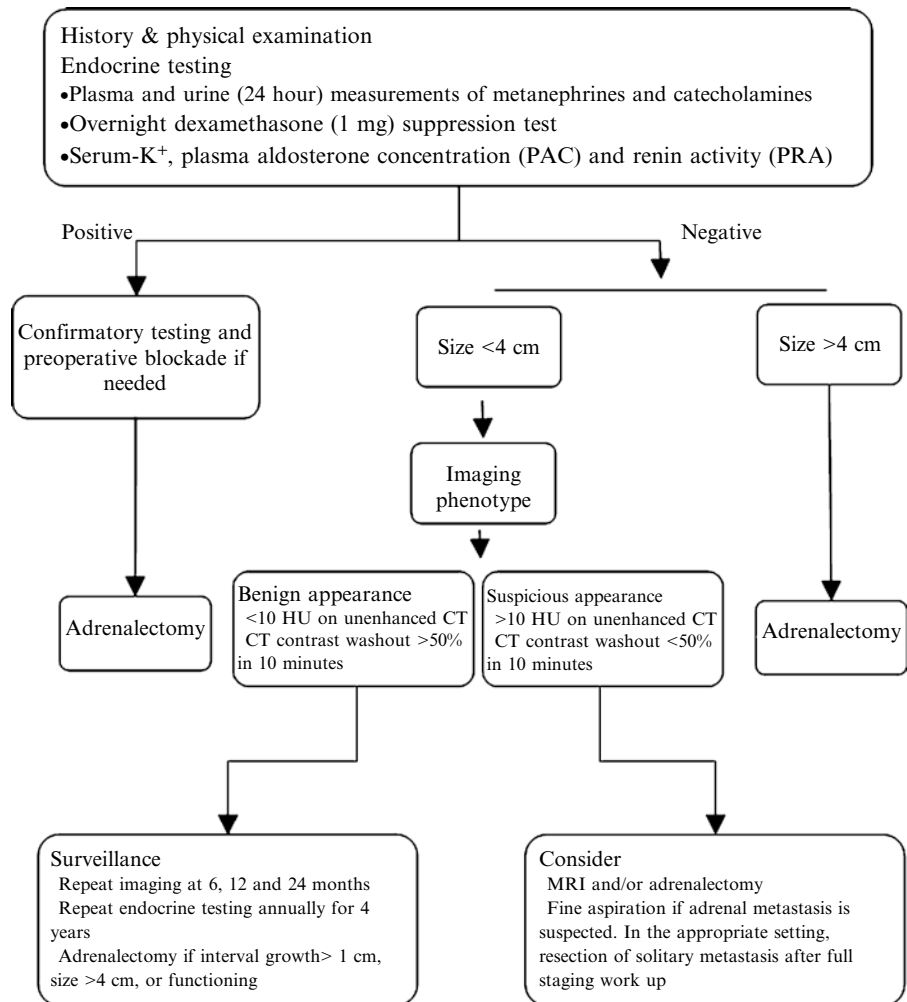 History & physical examination
Endocrine testing
•Plasma and urine (24 hour) measurements of metanephrines and catecholamines
•Overnight dexamethasone (1 mg) suppression test
•Serum-K⁺, plasma aldosterone concentration (PAC) and renin activity (PRA)
Positive
Negative
Confirmatory testing and
preoperative blockade if
needed
Size <4 cm
Size >4 cm
Imaging
phenotype
Adrenalectomy
Benign appearance
<10 HU on unenhanced CT
CT contrast washout >50%
in 10 minutes
Suspicious appearance
>10 HU on unenhanced CT
CT contrast washout <50%
in 10 minutes
Adrenalectomy
Surveillance
Repeat imaging at 6, 12 and 24 months
Repeat endocrine testing annually for 4
years
Adrenalectomy if interval growth> 1 cm,
size >4 cm, or functioning
Consider
MRI and/or adrenalectomy
Fine aspiration if adrenal metastasis is
suspected. In the appropriate setting,
resection of solitary metastasis after full
staging work up